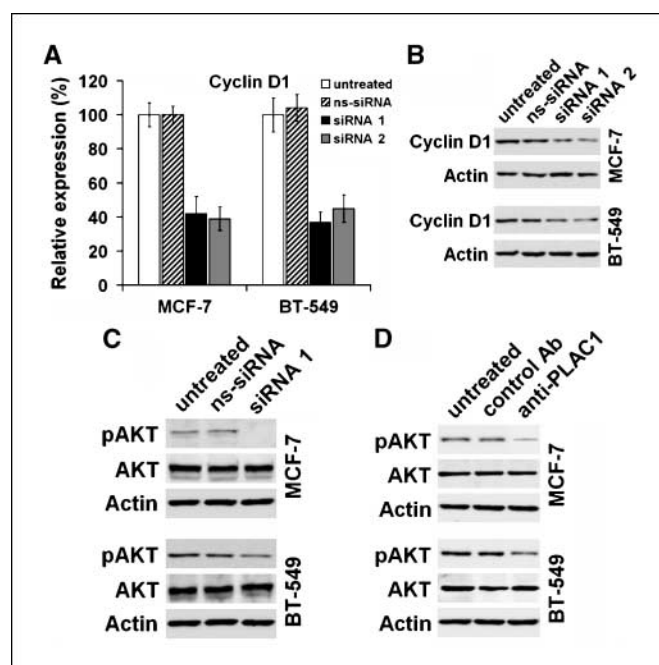 A
Cyclin D1
Relative expression (%)
120
100
80
60
40
20
0
MCF-7
BT-549
untreated
ns-siRNA
siRNA 1
siRNA 2
B
untreated
ns-siRNA
siRNA 1
siRNA 2
Cyclin D1
Actin
MCF-7
Cyclin D1
Actin
BT-549
C
untreated
ns-siRNA
siRNA 1
pAKT
AKT
Actin
MCF-7
pAKT
AKT
Actin
BT-549
D
untreated
control Ab
anti-PLAC1
pAKT
AKT
Actin
MCF-7
pAKT
AKT
Actin
BT-549